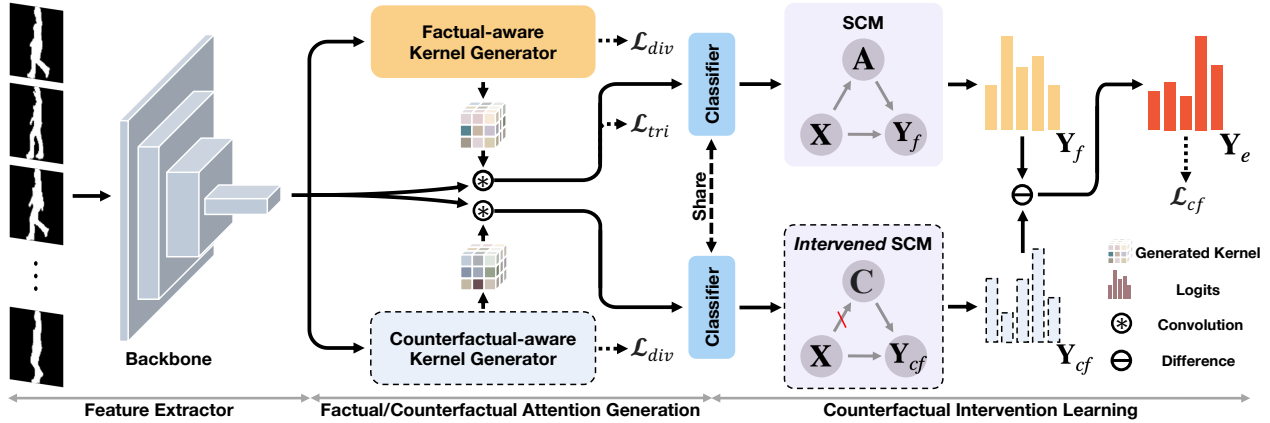 Factual-aware
Kernel Generator
ℒ_div
ℒ_tri
Classifier
SCM
A
X
Y_f
Y_f
Y_e
ℒ_cf
Share
Backbone
Counterfactual-aware
Kernel Generator
ℒ_div
Classifier
Intervened SCM
C
X
Y_cf
Y_cf
Generated Kernel
Logits
Convolution
Difference
Feature Extractor
Factual/Counterfactual Attention Generation
Counterfactual Intervention Learning